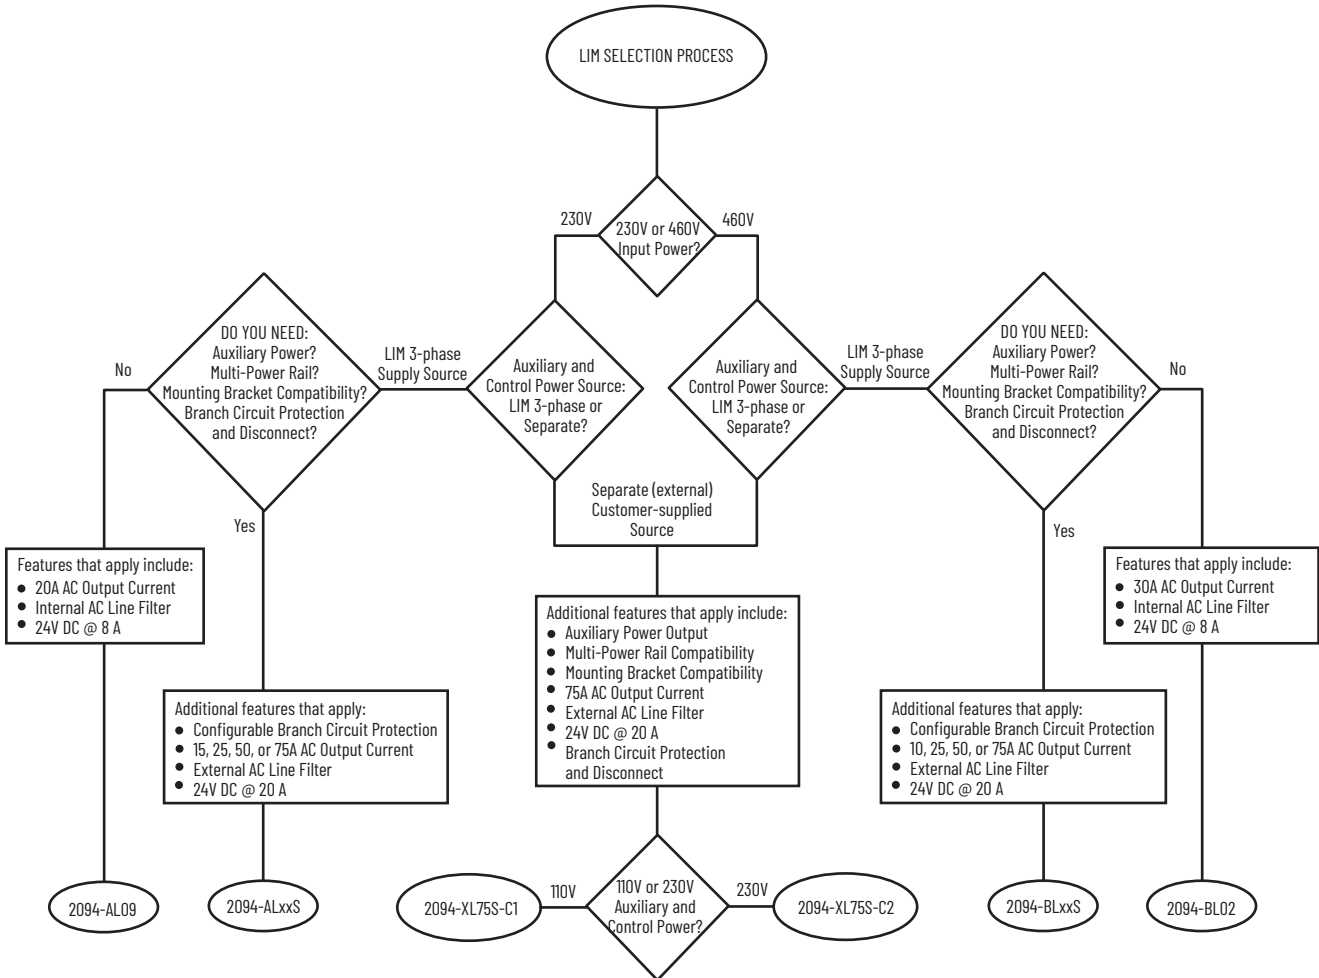 LIM SELECTION PROCESS
230V
230V or 460V
Input Power?
460V
No
DO YOU NEED:
Auxiliary Power?
Multi-Power Rail?
Mounting Bracket Compatibility?
Branch Circuit Protection
and Disconnect?
LIM 3-phase
Supply Source
Auxiliary and
Control Power Source:
LIM 3-phase or
Separate?
Auxiliary and
Control Power Source:
LIM 3-phase or
Separate?
LIM 3-phase
Supply Source
DO YOU NEED:
Auxiliary Power?
Multi-Power Rail?
Mounting Bracket Compatibility?
Branch Circuit Protection
and Disconnect?
No
Yes
Separate (external)
Customer-supplied
Source
Yes
Features that apply include:
• 20A AC Output Current
• Internal AC Line Filter
• 24V DC @ 8 A
Additional features that apply:
• Configurable Branch Circuit Protection
• 15, 25, 50, or 75A AC Output Current
• External AC Line Filter
• 24V DC @ 20 A
Additional features that apply include:
• Auxiliary Power Output
• Multi-Power Rail Compatibility
• Mounting Bracket Compatibility
• 75A AC Output Current
• External AC Line Filter
• 24V DC @ 20 A
• Branch Circuit Protection
and Disconnect
Additional features that apply:
• Configurable Branch Circuit Protection
• 10, 25, 50, or 75A AC Output Current
• External AC Line Filter
• 24V DC @ 20 A
Features that apply include:
• 30A AC Output Current
• Internal AC Line Filter
• 24V DC @ 8 A
2094-AL09
2094-ALxxS
2094-XL75S-C1
110V
110V or 230V
Auxiliary and
Control Power?
230V
2094-XL75S-C2
2094-BLxxS
2094-BL02